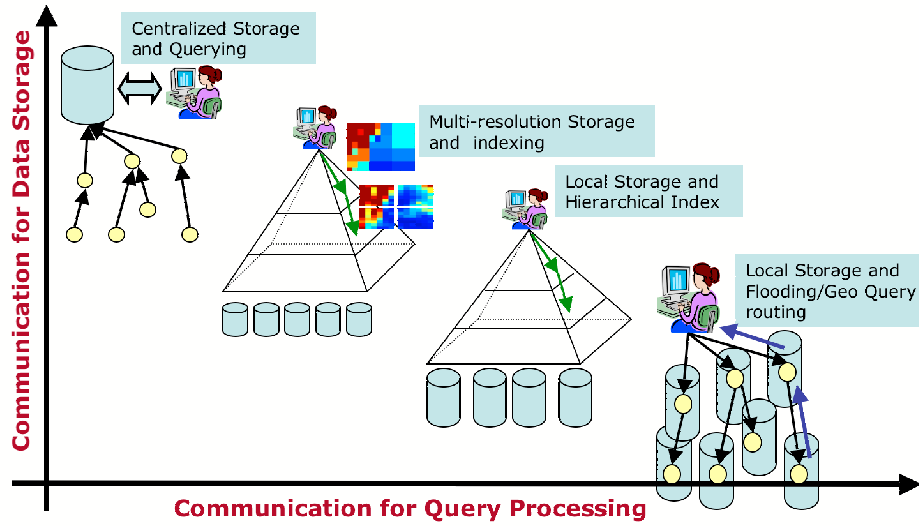 Communication for Data Storage
Centralized Storage
and Querying
Multi-resolution Storage
and indexing
Local Storage and
Hierarchical Index
Local Storage and
Flooding/Geo Query
routing
Communication for Query Processing